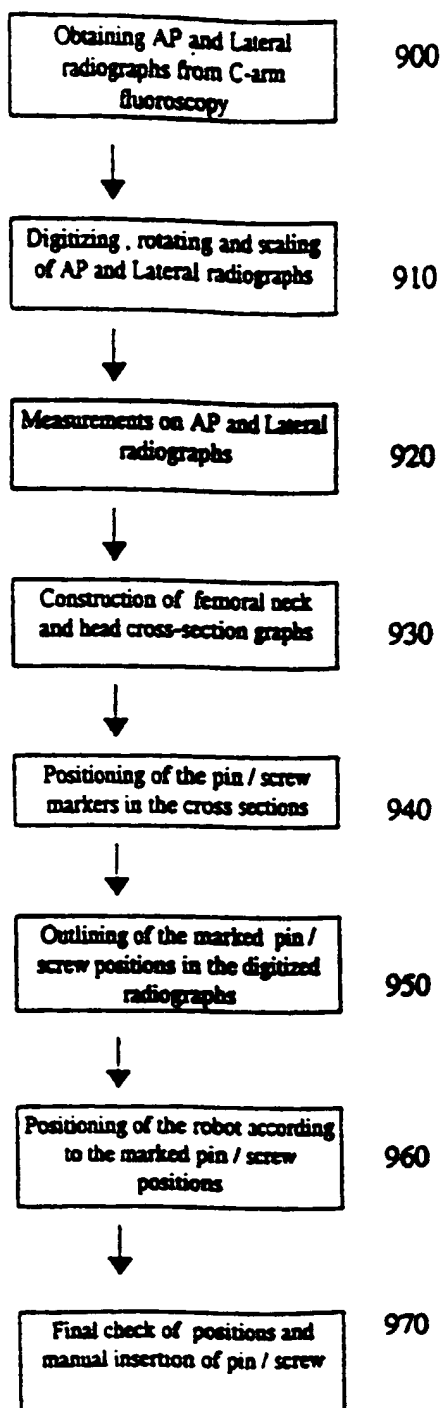 Obtaining AP and Lateral
radiographs from C-arm
fluoroscopy
900
Digitizing, rotating and scaling
of AP and Lateral radiographs
910
Measurements on AP and Lateral
radiographs
920
Construction of femoral neck
and head cross-section graphs
930
Positioning of the pin / screw
markers in the cross sections
940
Outlining of the marked pin /
screw positions in the digitized
radiographs
950
Positioning of the robot according
to the marked pin / screw
positions
960
Final check of positions and
manual insertion of pin / screw
970